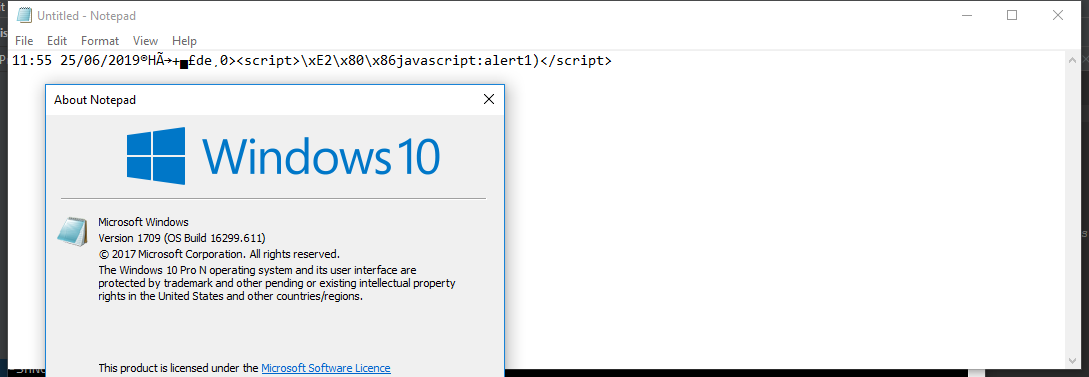 Untitled - Notepad
File Edit Format View Help
11:55 25/06/2019®HÃ→+▄£de¸0><script>\xE2\x80\x86javascript:alert1)</script>
About Notepad
Windows 10
Microsoft Windows
Version 1709 (OS Build 16299.611)
© 2017 Microsoft Corporation. All rights reserved.
The Windows 10 Pro N operating system and its user interface are
protected by trademark and other pending or existing intellectual property
rights in the United States and other countries/regions.
This product is licensed under the Microsoft Software Licence